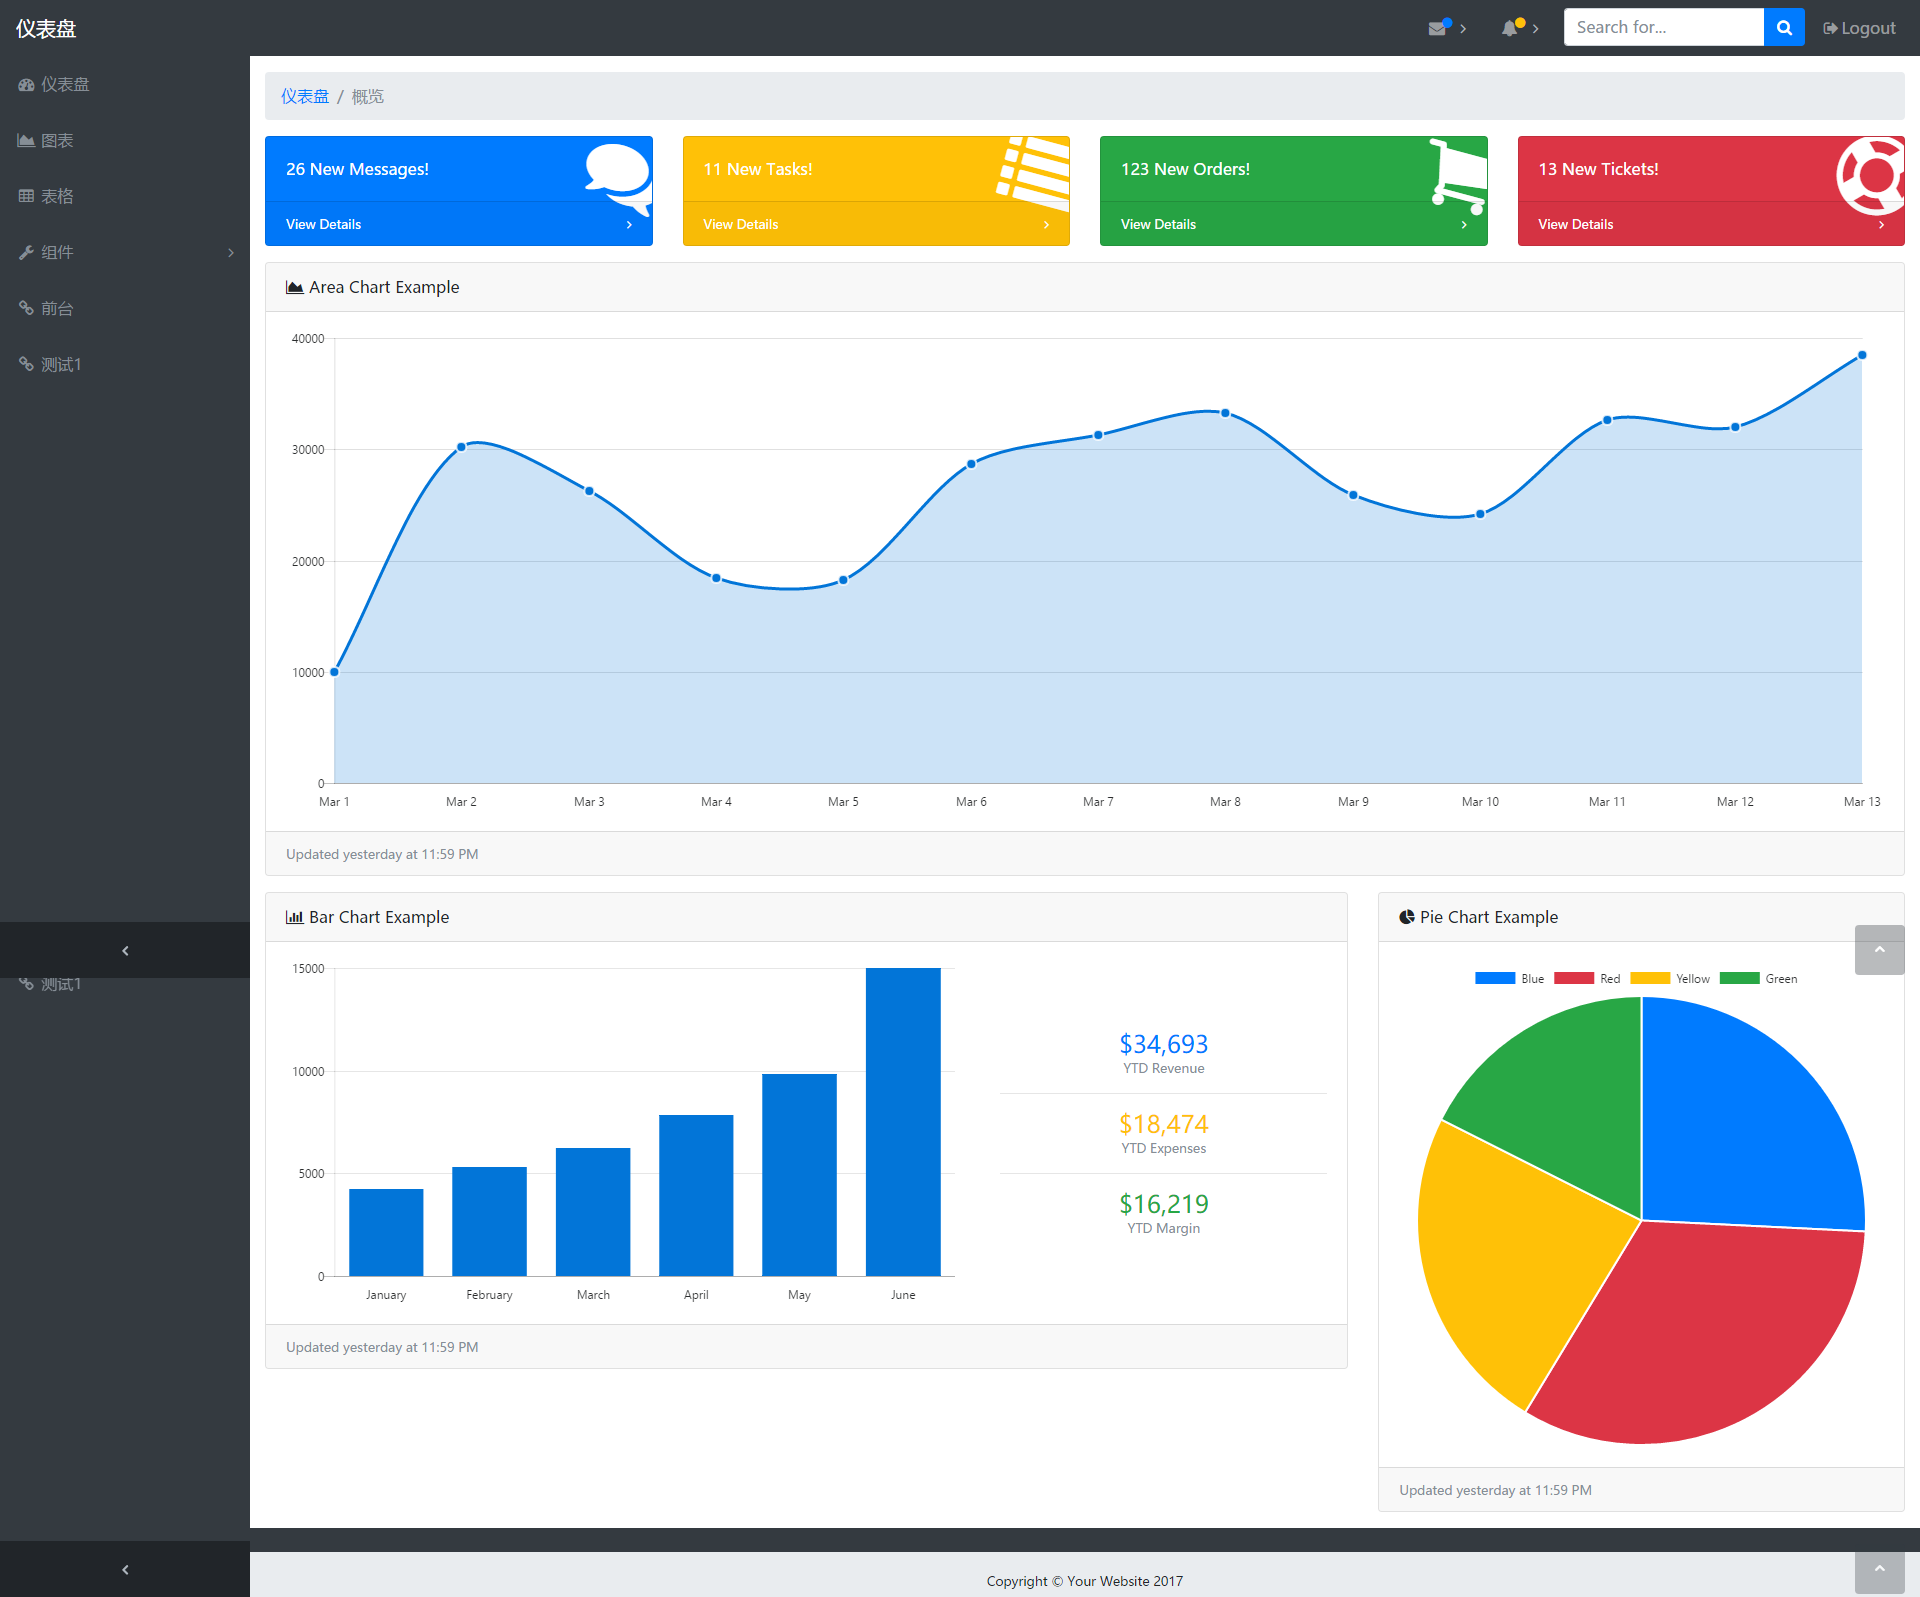 仪表盘
Search for...
Logout
仪表盘
图表
表格
组件
前台
测试1
仪表盘 / 概览
26 New Messages!
View Details
11 New Tasks!
View Details
123 New Orders!
View Details
13 New Tickets!
View Details
Area Chart Example
40000
30000
20000
10000
0
Mar 1 Mar 2 Mar 3 Mar 4 Mar 5 Mar 6 Mar 7 Mar 8 Mar 9 Mar 10 Mar 11 Mar 12 Mar 13
Updated yesterday at 11:59 PM
测试1
Bar Chart Example
15000
10000
5000
0
January February March April May June
$34,693
YTD Revenue
$18,474
YTD Expenses
$16,219
YTD Margin
Updated yesterday at 11:59 PM
Pie Chart Example
Blue Red Yellow Green
Updated yesterday at 11:59 PM
Copyright © Your Website 2017